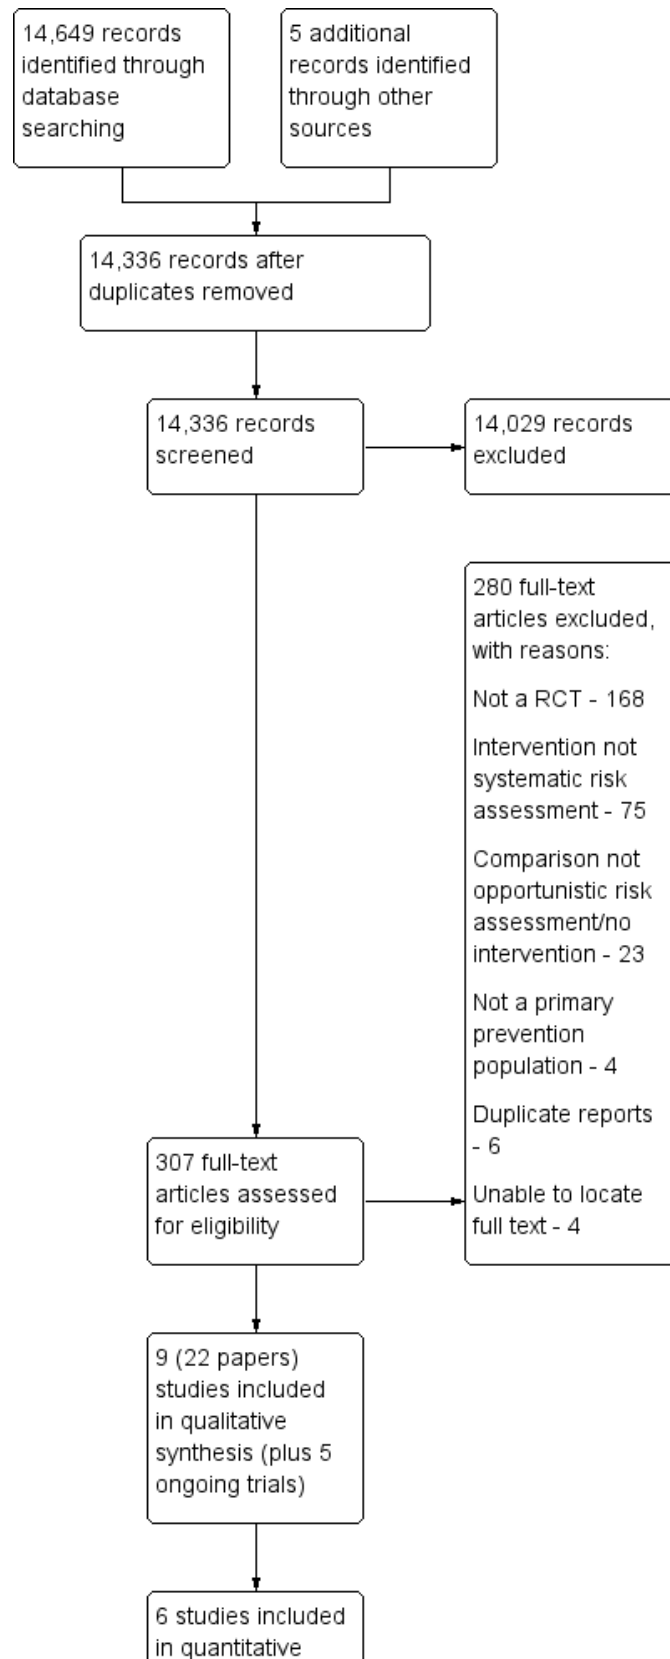 14,649 records
identified through
database
searching
5 additional
records identified
through other
sources
14,336 records after
duplicates removed
14,336 records
screened
14,029 records
excluded
280 full-text
articles excluded,
with reasons:
Not a RCT - 168
Intervention not
systematic risk
assessment - 75
Comparison not
opportunistic risk
assessment/no
intervention - 23
Not a primary
prevention
population - 4
Duplicate reports
- 6
Unable to locate
full text - 4
307 full-text
articles assessed
for eligibility
9 (22 papers)
studies included
in qualitative
synthesis (plus 5
ongoing trials)
6 studies included
in quantitative